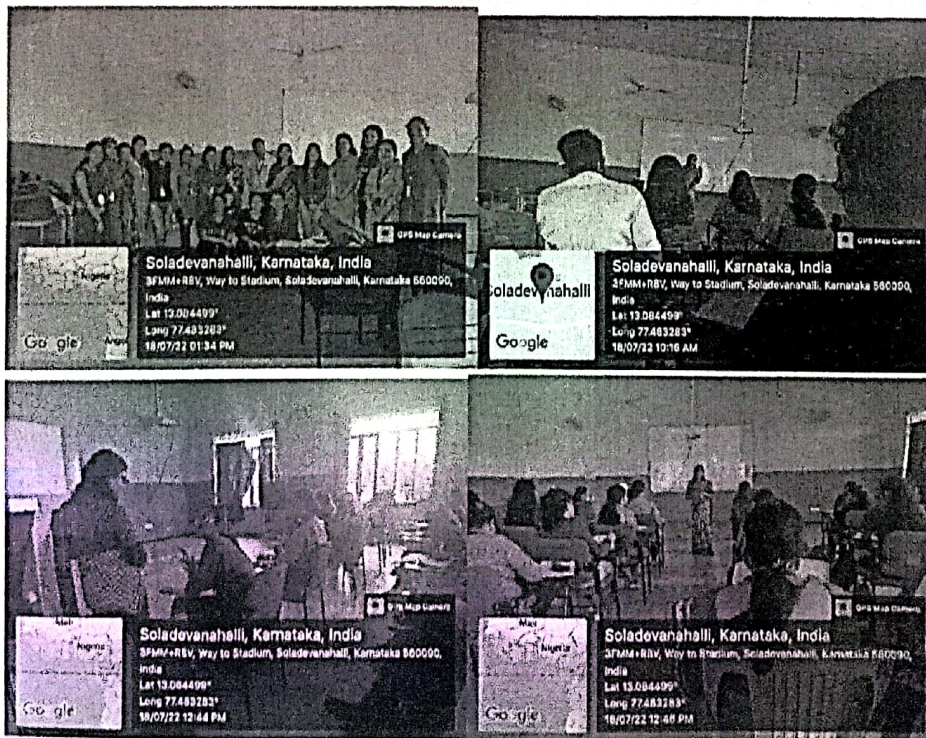 GPS Map Camera
Soladevanahalli, Karnataka, India
3FMM+R8V, Way to Stadium, Soladevanahalli, Karnataka 560090,
India
Lat 13.084499°
Long 77.483283°
18/07/22 01:34 PM
Nigeria
Google
GPS Map Camera
Soladevanahalli, Karnataka, India
3FMM+R8V, Way to Stadium, Soladevanahalli, Karnataka 560090,
India
Lat 13.084499°
Long 77.483283°
18/07/22 10:16 AM
Soladevanahalli
Google
GPS Map Camera
Soladevanahalli, Karnataka, India
3FMM+R8V, Way to Stadium, Soladevanahalli, Karnataka 560090,
India
Lat 13.084499°
Long 77.483283°
18/07/22 12:44 PM
Mali
Nigeria
Google
GPS Map Camera
Soladevanahalli, Karnataka, India
3FMM+R8V, Way to Stadium, Soladevanahalli, Karnataka 560090,
India
Lat 13.084499°
Long 77.483283°
18/07/22 12:46 PM
Mali
Nigeria
Google